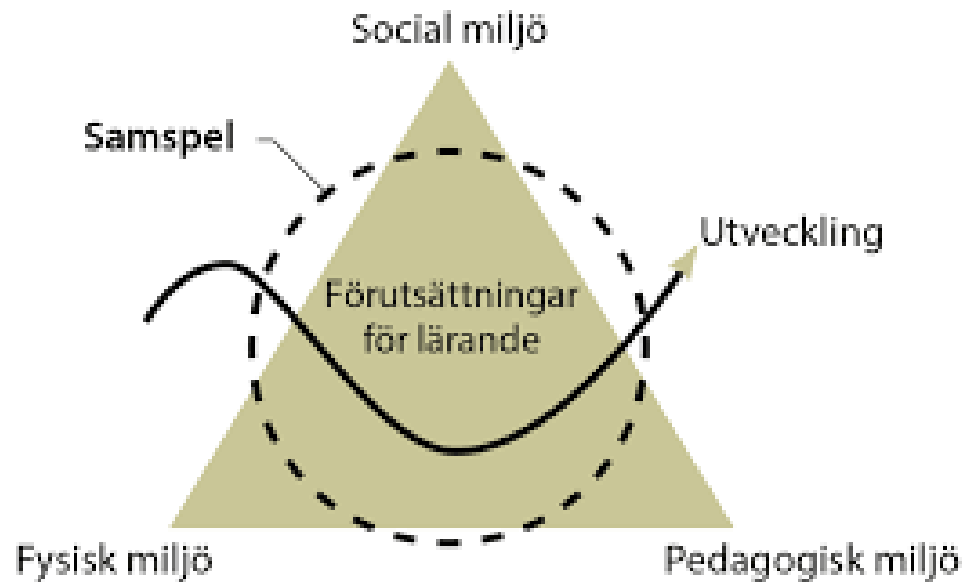 Social miljö
Samspel
Utveckling
Förutsättningar
för lärande
Fysisk miljö
Pedagogisk miljö